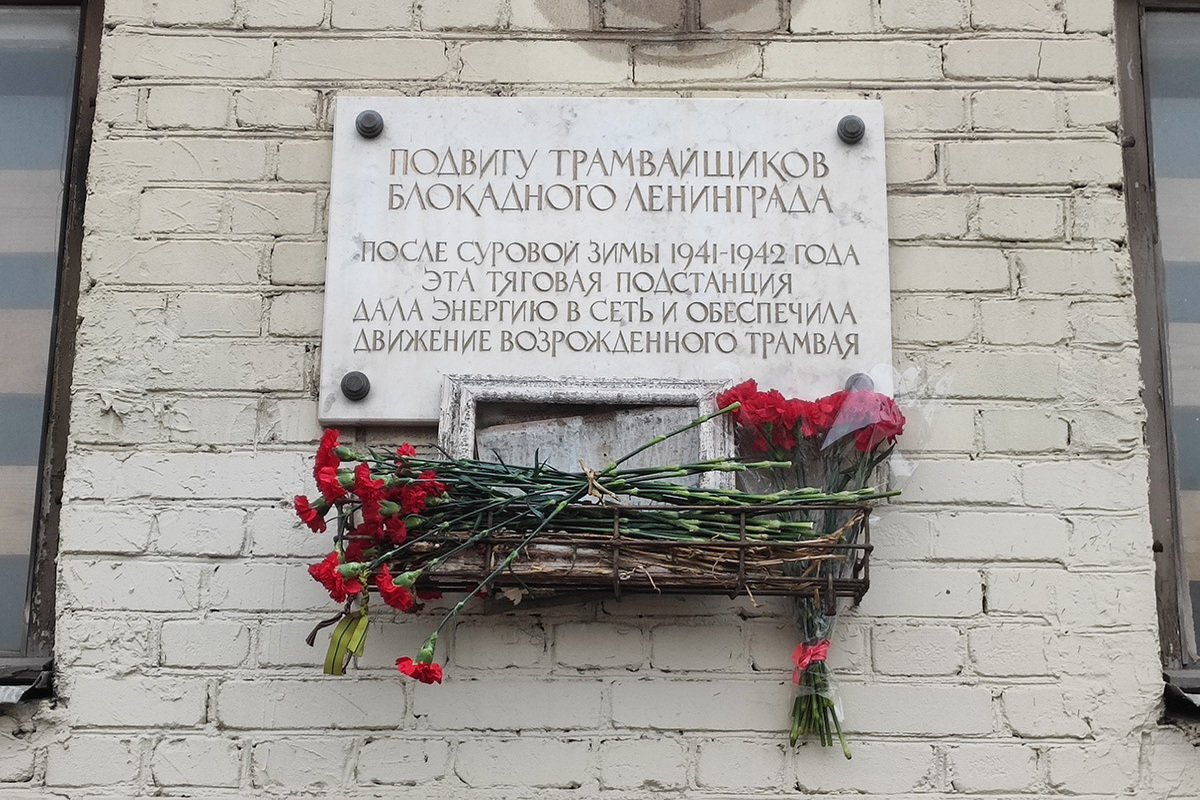 ПОДВИГУ ТРАМВАЙЩИКОВ
БЛОКАДНОГО ЛЕНИНГРАДА
ПОСЛЕ СУРОВОЙ ЗИМЫ 1941-1942 ГОДА
ЭТА ТЯГОВАЯ ПОДСТАНЦИЯ
ДАЛА ЭНЕРГИЮ В СЕТЬ И ОБЕСПЕЧИЛА
ДВИЖЕНИЕ ВОЗРОЖДЕННОГО ТРАМВАЯ